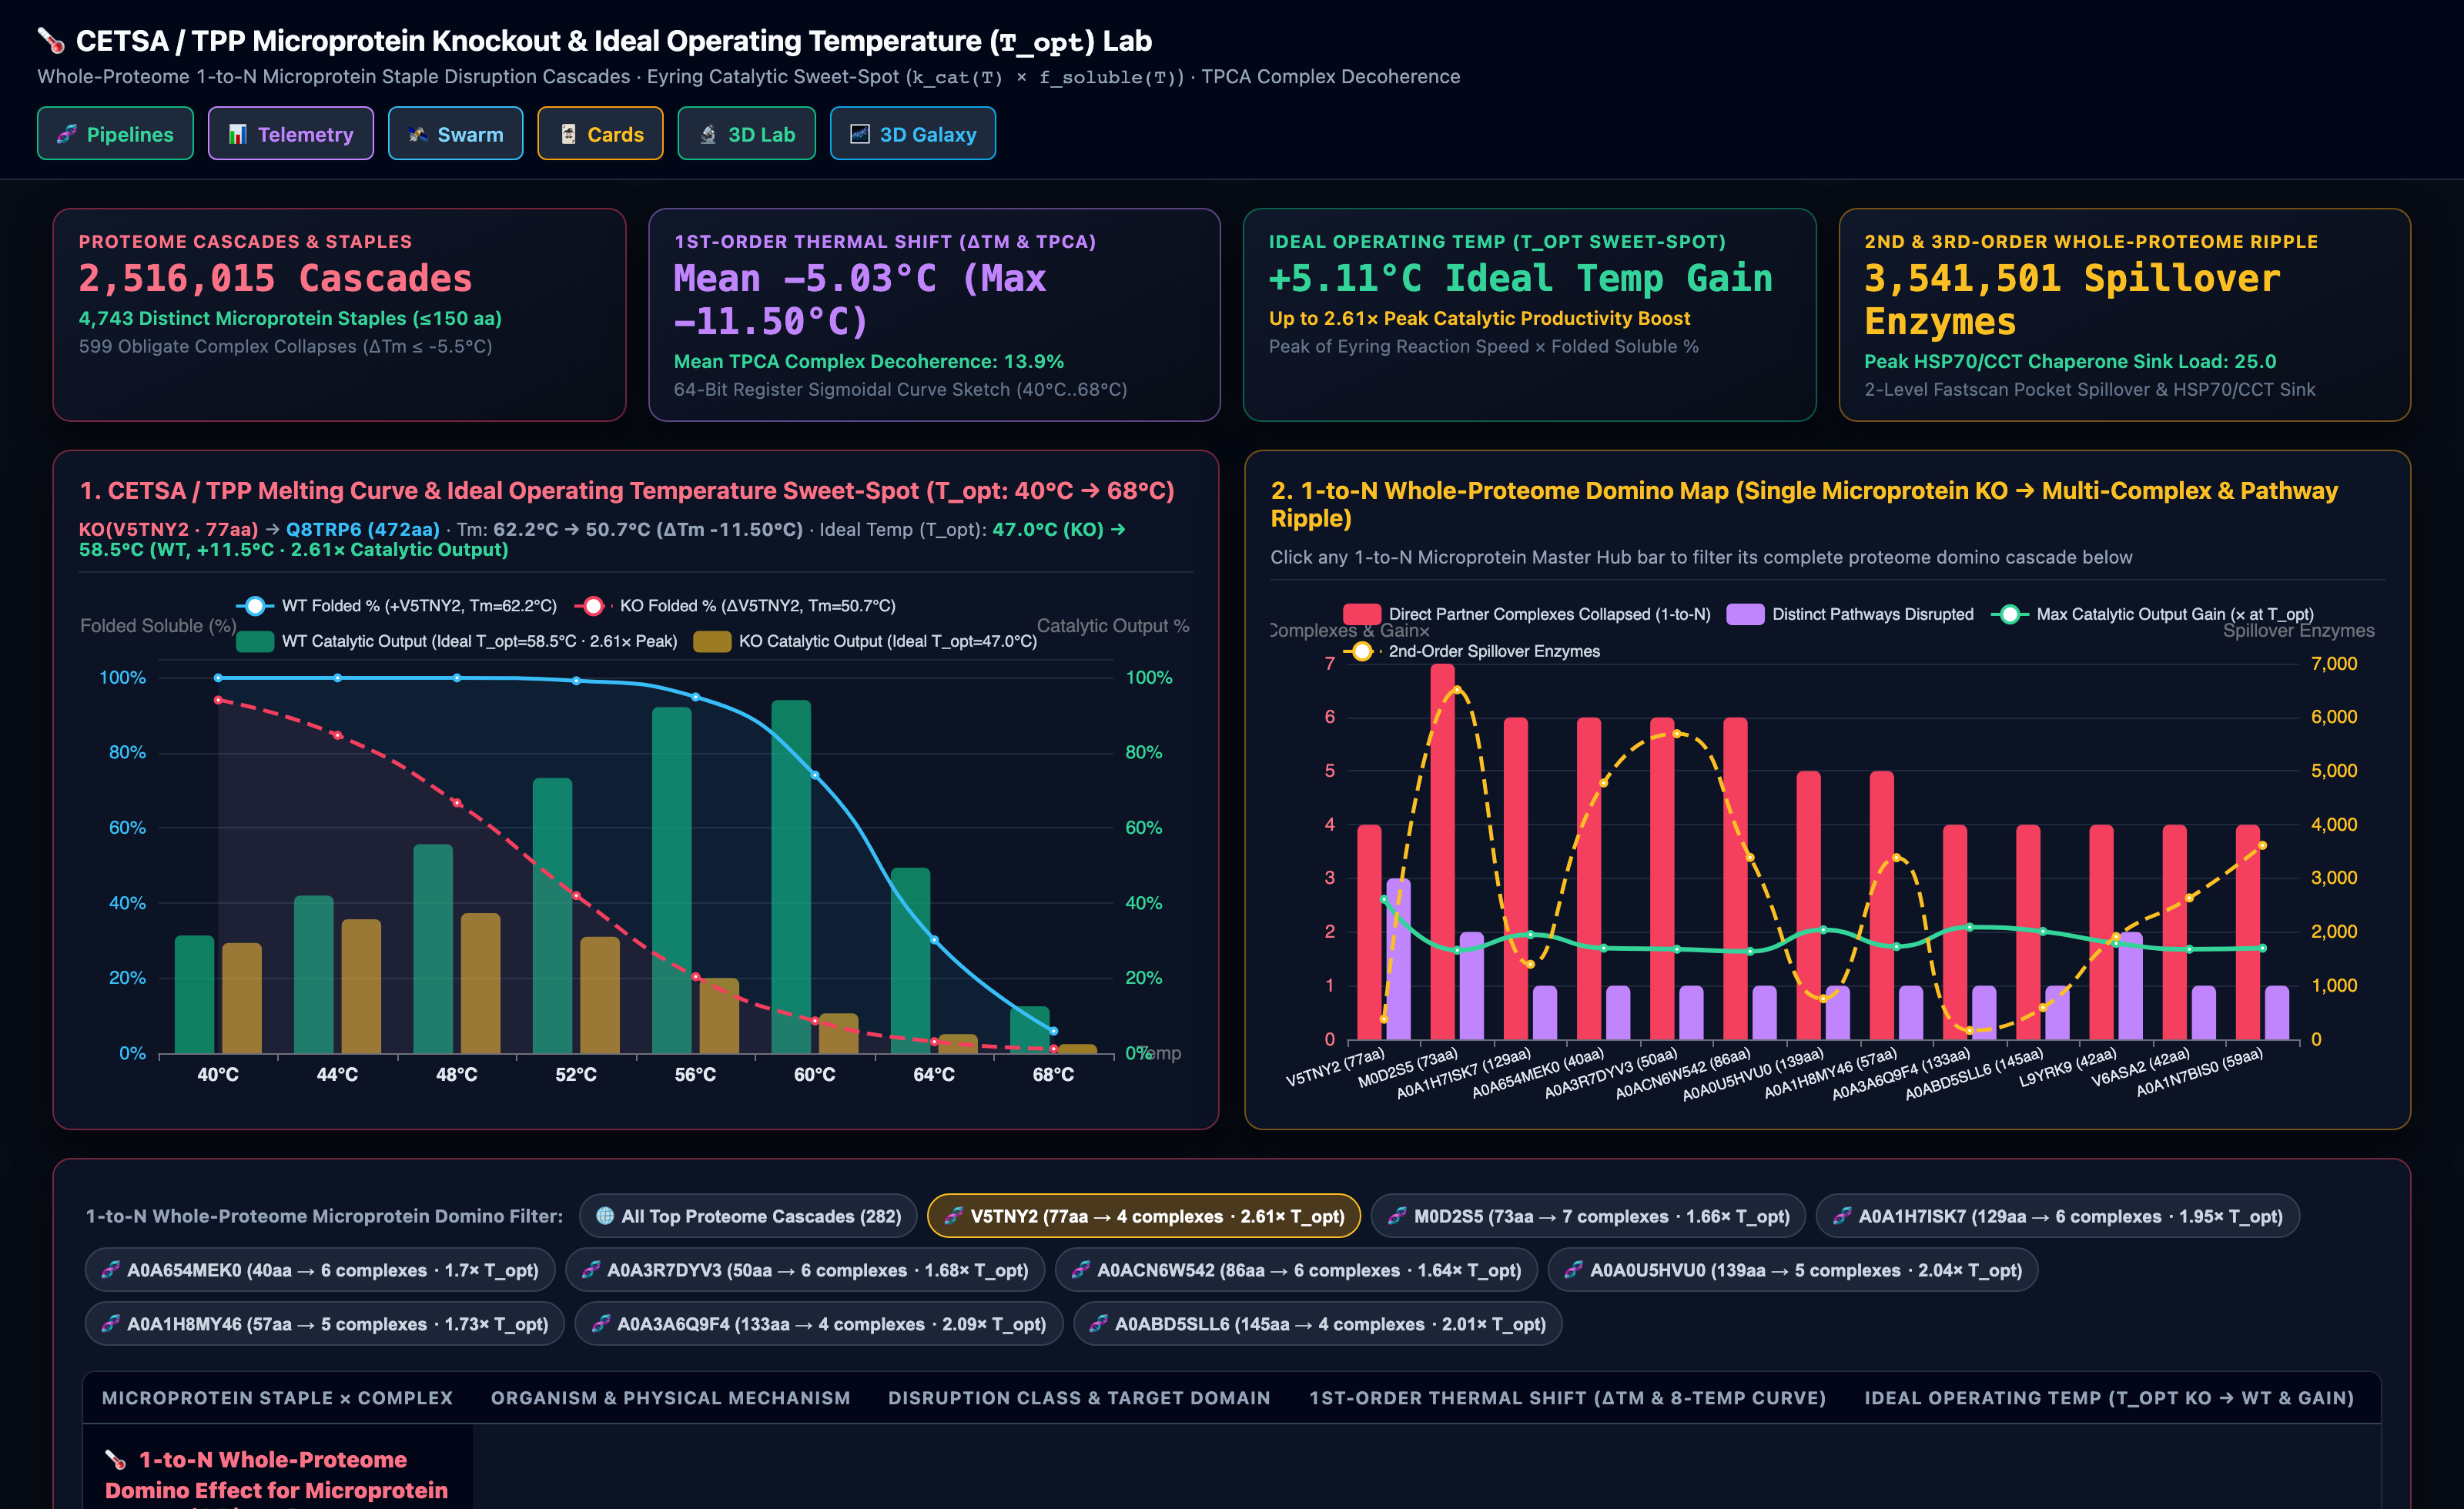 CETSA / TPP Microprotein Knockout & Ideal Operating Temperature (T_opt) Lab
Whole-Proteome 1-to-N Microprotein Staple Disruption Cascades · Eyring Catalytic Sweet-Spot (k_cat(T) × f_soluble(T)) · TPCA Complex Decoherence
Pipelines
Telemetry
Swarm
Cards
3D Lab
3D Galaxy
PROTEOME CASCADES & STAPLES
2,516,015 Cascades
4,743 Distinct Microprotein Staples (≤150 aa)
599 Obligate Complex Collapses (ΔTm ≤ -5.5°C)
1ST-ORDER THERMAL SHIFT (ΔTM & TPCA)
Mean −5.03°C (Max
−11.50°C)
Mean TPCA Complex Decoherence: 13.9%
64-Bit Register Sigmoidal Curve Sketch (40°C..68°C)
IDEAL OPERATING TEMP (T_OPT SWEET-SPOT)
+5.11°C Ideal Temp Gain
Up to 2.61× Peak Catalytic Productivity Boost
Peak of Eyring Reaction Speed × Folded Soluble %
2ND & 3RD-ORDER WHOLE-PROTEOME RIPPLE
3,541,501 Spillover
Enzymes
Peak HSP70/CCT Chaperone Sink Load: 25.0
2-Level Fastscan Pocket Spillover & HSP70/CCT Sink
1. CETSA / TPP Melting Curve & Ideal Operating Temperature Sweet-Spot (T_opt: 40°C → 68°C)
KO(V5TNY2 · 77aa) → Q8TRP6 (472aa) · Tm: 62.2°C → 50.7°C (ΔTm -11.50°C) · Ideal Temp (T_opt): 47.0°C (KO) →
58.5°C (WT, +11.5°C · 2.61× Catalytic Output)
WT Folded % (+V5TNY2, Tm=62.2°C)
KO Folded % (ΔV5TNY2, Tm=50.7°C)
Folded Soluble (%)
Catalytic Output %
WT Catalytic Output (Ideal T_opt=58.5°C · 2.61× Peak)
KO Catalytic Output (Ideal T_opt=47.0°C)
100%
80%
60%
40%
20%
0%
100%
80%
60%
40%
20%
0%
Temp
40°C
44°C
48°C
52°C
56°C
60°C
64°C
68°C
2. 1-to-N Whole-Proteome Domino Map (Single Microprotein KO → Multi-Complex & Pathway
Ripple)
Click any 1-to-N Microprotein Master Hub bar to filter its complete proteome domino cascade below
Direct Partner Complexes Collapsed (1-to-N)
Distinct Pathways Disrupted
Max Catalytic Output Gain (× at T_opt)
Complexes & Gain×
Spillover Enzymes
2nd-Order Spillover Enzymes
7
6
5
4
3
2
1
0
7,000
6,000
5,000
4,000
3,000
2,000
1,000
0
V5TNY2 (77aa)
M0D2S5 (73aa)
A0A1H7ISK7 (129aa)
A0A654MEK0 (40aa)
A0A3R7DYV3 (50aa)
A0ACN6W542 (86aa)
A0A0U5HVU0 (139aa)
A0A1H8MY46 (57aa)
A0A3A6Q9F4 (133aa)
A0ABD5SLL6 (145aa)
L9YRK9 (42aa)
V6ASA2 (42aa)
A0A1N7BIS0 (59aa)
1-to-N Whole-Proteome Microprotein Domino Filter:
All Top Proteome Cascades (282)
V5TNY2 (77aa → 4 complexes · 2.61× T_opt)
M0D2S5 (73aa → 7 complexes · 1.66× T_opt)
A0A1H7ISK7 (129aa → 6 complexes · 1.95× T_opt)
A0A654MEK0 (40aa → 6 complexes · 1.7× T_opt)
A0A3R7DYV3 (50aa → 6 complexes · 1.68× T_opt)
A0ACN6W542 (86aa → 6 complexes · 1.64× T_opt)
A0A0U5HVU0 (139aa → 5 complexes · 2.04× T_opt)
A0A1H8MY46 (57aa → 5 complexes · 1.73× T_opt)
A0A3A6Q9F4 (133aa → 4 complexes · 2.09× T_opt)
A0ABD5SLL6 (145aa → 4 complexes · 2.01× T_opt)
MICROPROTEIN STAPLE × COMPLEX
ORGANISM & PHYSICAL MECHANISM
DISRUPTION CLASS & TARGET DOMAIN
1ST-ORDER THERMAL SHIFT (ΔTM & 8-TEMP CURVE)
IDEAL OPERATING TEMP (T_OPT KO → WT & GAIN)
1-to-N Whole-Proteome
Domino Effect for Microprotein